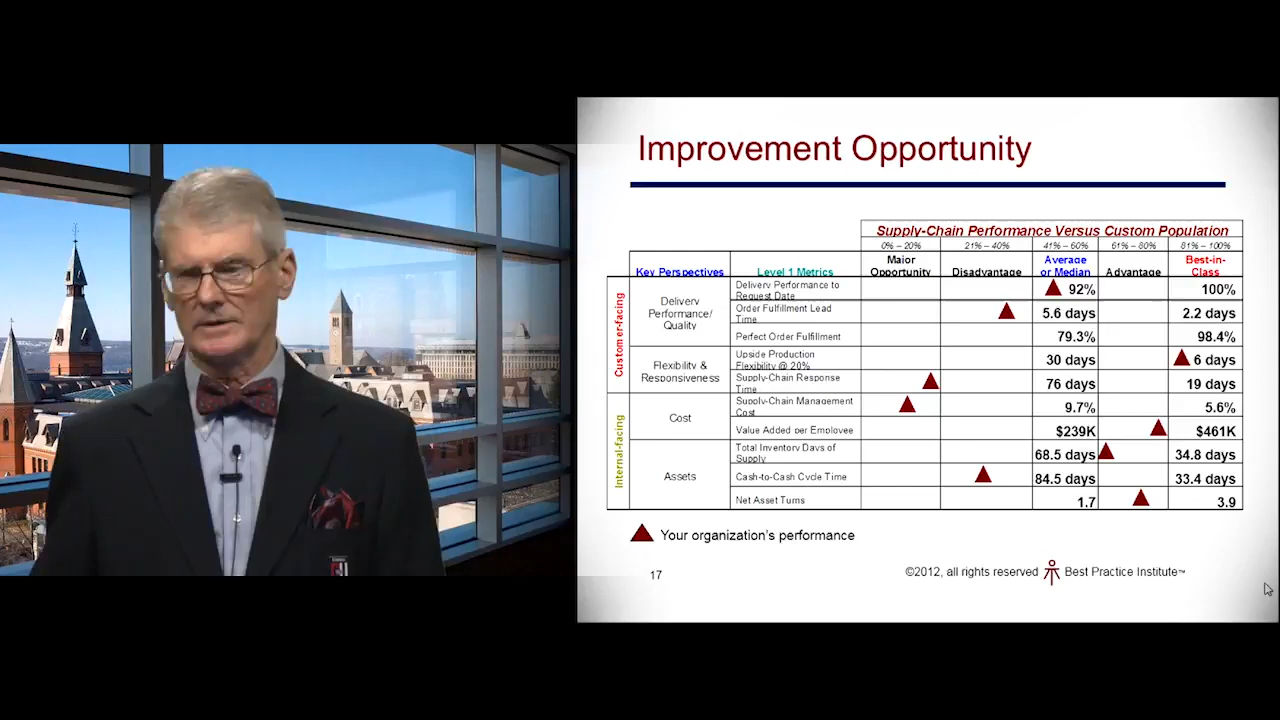 Improvement Opportunity
Supply-Chain Performance Versus Custom Population
0% – 20% 21% – 40% 41% – 60% 61% – 80% 81% – 100%
Key Perspectives Level 1 Metrics Major Opportunity Disadvantage Average or Median Advantage Best-in-Class
Customer-facing
Delivery Performance/ Quality
Delivery Performance to Request Date 92% 100%
Order Fulfillment Lead Time 5.6 days 2.2 days
Perfect Order Fulfillment 79.3% 98.4%
Flexibility & Responsiveness
Upside Production Flexibility @ 20% 30 days 6 days
Supply-Chain Response Time 76 days 19 days
Internal-facing
Cost
Supply-Chain Management Cost 9.7% 5.6%
Value Added per Employee $239K $461K
Assets
Total Inventory Days of Supply 68.5 days 34.8 days
Cash-to-Cash Cycle Time 84.5 days 33.4 days
Net Asset Turns 1.7 3.9
Your organization's performance
17
©2012, all rights reserved Best Practice Institute™